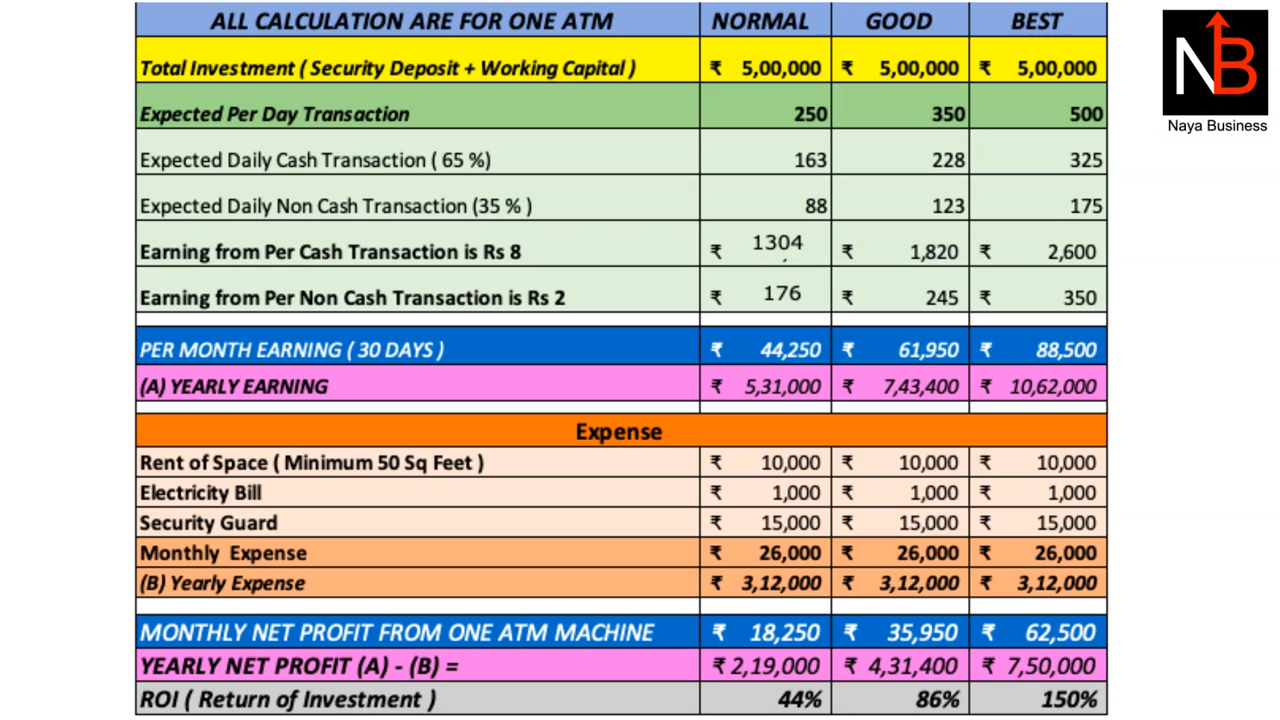 ALL CALCULATION ARE FOR ONE ATM NORMAL GOOD BEST
Total Investment ( Security Deposit + Working Capital ) ₹ 5,00,000 ₹ 5,00,000 ₹ 5,00,000
Expected Per Day Transaction 250 350 500
Expected Daily Cash Transaction ( 65 %) 163 228 325
Expected Daily Non Cash Transaction (35 % ) 88 123 175
Earning from Per Cash Transaction is Rs 8 ₹ 1304 ₹ 1,820 ₹ 2,600
Earning from Per Non Cash Transaction is Rs 2 ₹ 176 ₹ 245 ₹ 350
PER MONTH EARNING ( 30 DAYS ) ₹ 44,250 ₹ 61,950 ₹ 88,500
(A) YEARLY EARNING ₹ 5,31,000 ₹ 7,43,400 ₹ 10,62,000
Expense
Rent of Space ( Minimum 50 Sq Feet ) ₹ 10,000 ₹ 10,000 ₹ 10,000
Electricity Bill ₹ 1,000 ₹ 1,000 ₹ 1,000
Security Guard ₹ 15,000 ₹ 15,000 ₹ 15,000
Monthly Expense ₹ 26,000 ₹ 26,000 ₹ 26,000
(B) Yearly Expense ₹ 3,12,000 ₹ 3,12,000 ₹ 3,12,000
MONTHLY NET PROFIT FROM ONE ATM MACHINE ₹ 18,250 ₹ 35,950 ₹ 62,500
YEARLY NET PROFIT (A) - (B) = ₹ 2,19,000 ₹ 4,31,400 ₹ 7,50,000
ROI ( Return of Investment ) 44% 86% 150%
NB
Naya Business